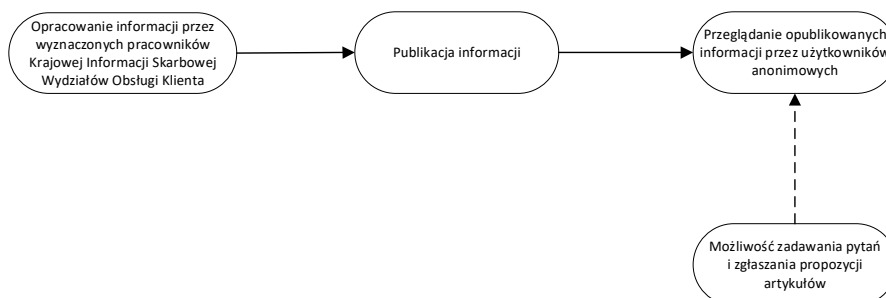 Opracowanie informacji przez
wyznaczonych pracowników
Krajowej Informacji Skarbowej
Wydziałów Obsługi Klienta
Publikacja informacji
Przeglądanie opublikowanych
informacji przez użytkowników
anonimowych
Możliwość zadawania pytań
i zgłaszania propozycji
artykułów